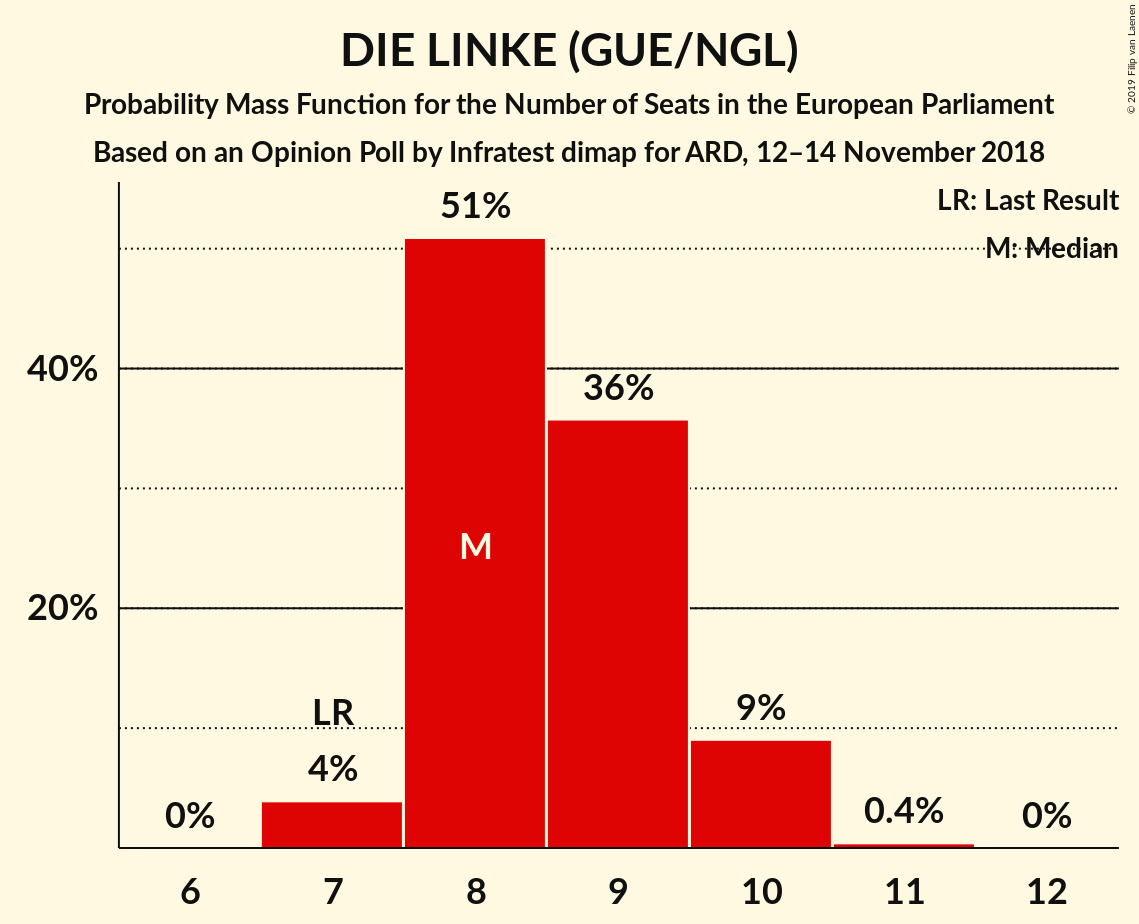 DIE LINKE (GUE/NGL)
Probability Mass Function for the Number of Seats in the European Parliament
Based on an Opinion Poll by Infratest dimap for ARD, 12–14 November 2018
© 2019 Filip van Laenen
LR: Last Result
M: Median
51%
40%
36%
M
20%
LR
9%
4%
0%
0.4%
0%
6 7 8 9 10 11 12